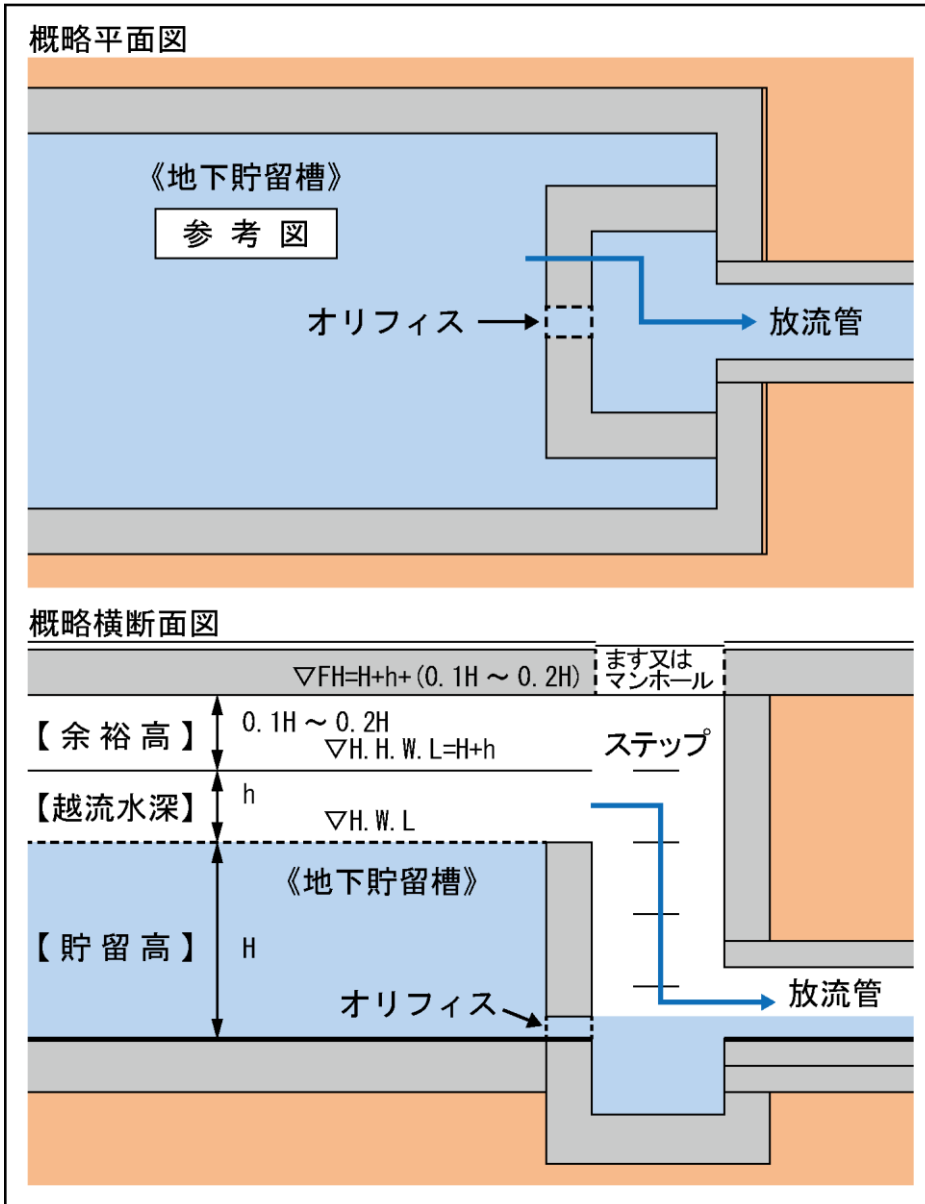 概略平面図
《地下貯留槽》
参考図
オリフィス
放流管
概略横断面図
▽FH=H+h+(0.1H～0.2H)
ます又は
マンホール
【余裕高】
0.1H～0.2H
▽H.H.W.L=H+h
ステップ
【越流水深】
h
▽H.W.L
《地下貯留槽》
【貯留高】
H
オリフィス
放流管